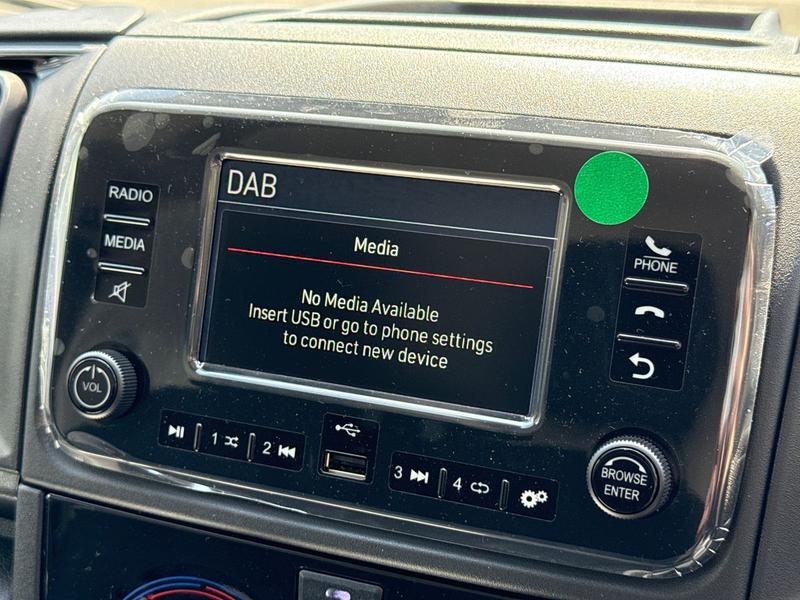 DAB
Media
No Media Available
Insert USB or go to phone settings
to connect new device
RADIO
MEDIA
VOL
PHONE
1
2
3
4
BROWSE
ENTER